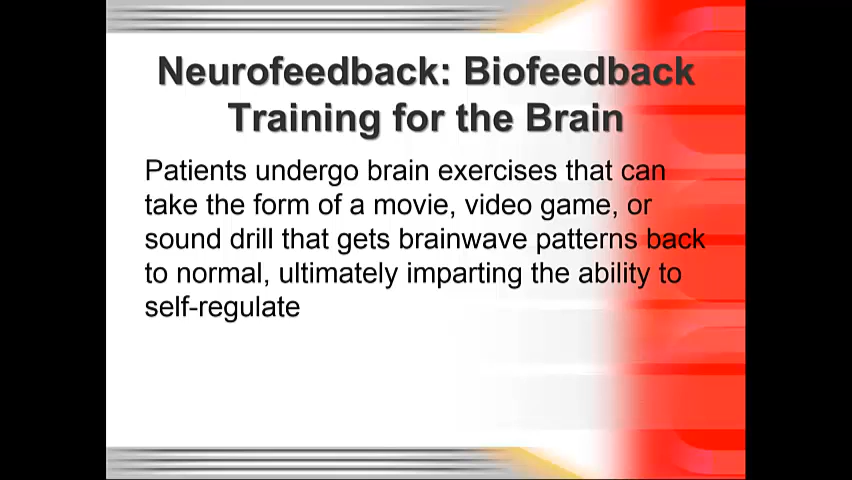 Neurofeedback: Biofeedback
Training for the Brain
Patients undergo brain exercises that can
take the form of a movie, video game, or
sound drill that gets brainwave patterns back
to normal, ultimately imparting the ability to
self-regulate